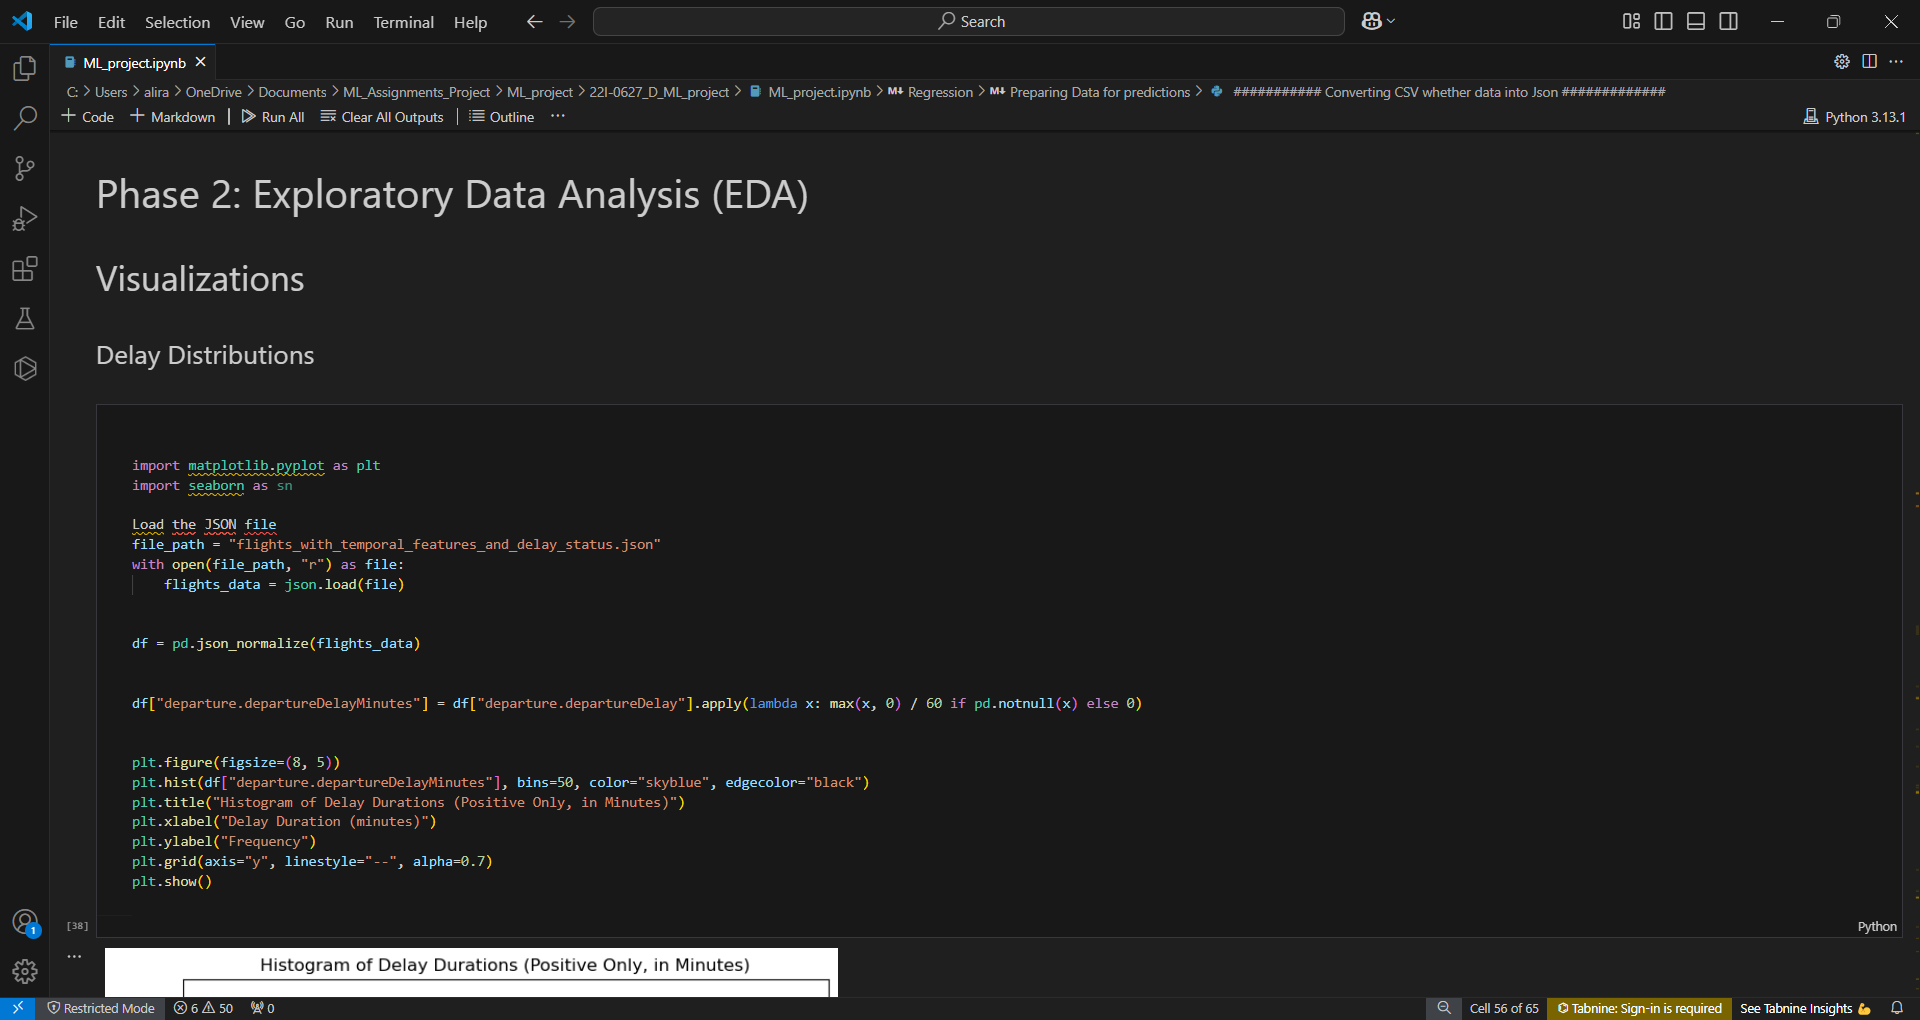 File Edit Selection View Go Run Terminal Help
Search
ML_project.ipynb
C: > Users > alira > OneDrive > Documents > ML_Assignments_Project > ML_project > 22I-0627_D_ML_project > ML_project.ipynb > M↓ Regression > M↓ Preparing Data for predictions > ########### Converting CSV whether data into Json #############
+ Code + Markdown | Run All Clear All Outputs | Outline ...
Python 3.13.1
Phase 2: Exploratory Data Analysis (EDA)
Visualizations
Delay Distributions
import matplotlib.pyplot as plt
import seaborn as sn
Load the JSON file
file_path = "flights_with_temporal_features_and_delay_status.json"
with open(file_path, "r") as file:
    flights_data = json.load(file)
df = pd.json_normalize(flights_data)
df["departure.departureDelayMinutes"] = df["departure.departureDelay"].apply(lambda x: max(x, 0) / 60 if pd.notnull(x) else 0)
plt.figure(figsize=(8, 5))
plt.hist(df["departure.departureDelayMinutes"], bins=50, color="skyblue", edgecolor="black")
plt.title("Histogram of Delay Durations (Positive Only, in Minutes)")
plt.xlabel("Delay Duration (minutes)")
plt.ylabel("Frequency")
plt.grid(axis="y", linestyle="--", alpha=0.7)
plt.show()
[38]
Python
...
Histogram of Delay Durations (Positive Only, in Minutes)
1
Restricted Mode 6 50 0
Cell 56 of 65 Tabnine: Sign-in is required See Tabnine Insights 💪